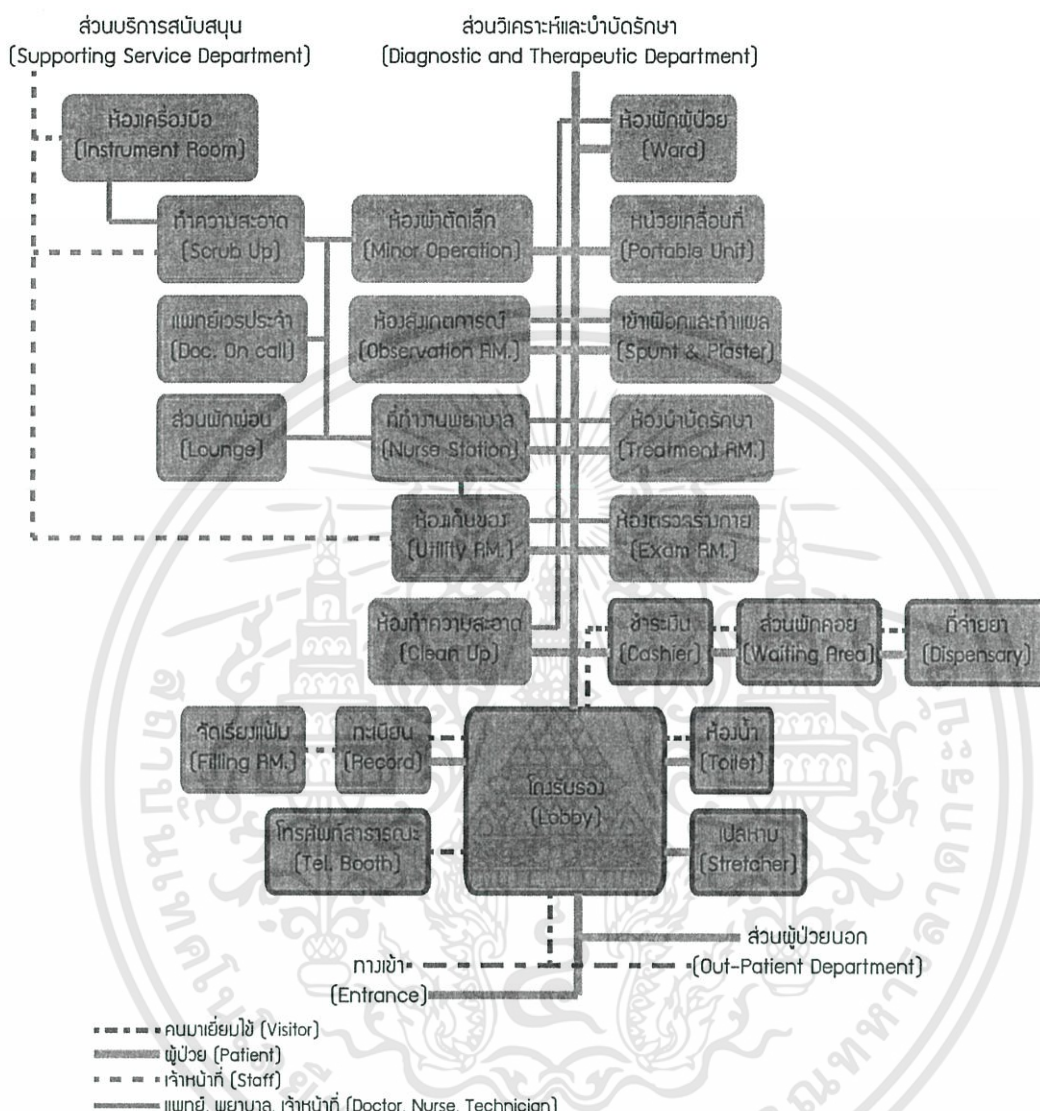 ส่วนบริการสนับสนุน
(Supporting Service Department)
ส่วนวิเคราะห์และบำบัดรักษา
(Diagnostic and Therapeutic Department)
ห้องเครื่องมือ
(Instrument Room)
ห้องพักผู้ป่วย
(Ward)
ทำความสะอาด
(Scrub Up)
ห้องผ่าตัดเล็ก
(Minor Operation)
หน่วยเคลื่อนที่
(Portable Unit)
แพทย์เวรประจำ
(Doc. On call)
ห้องสังเกตการณ์
(Observation RM.)
เข้าเฝือกและทำแผล
(Spunt & Plaster)
ส่วนพักผ่อน
(Lounge)
ที่ทำงานพยาบาล
(Nurse Station)
ห้องบำบัดรักษา
(Treatment RM.)
ห้องเก็บของ
(Utility RM.)
ห้องตรวจร่างกาย
(Exam RM.)
ห้องทำความสะอาด
(Clean Up)
ชำระเงิน
(Cashier)
ส่วนพักคอย
(Waiting Area)
ที่จ่ายยา
(Dispensary)
จัดเรียงแฟ้ม
(Filling RM.)
ทะเบียน
(Record)
โถงรับรอง
(Lobby)
ห้องน้ำ
(Toilet)
โทรศัพท์สาธารณะ
(Tel. Booth)
เปลหาม
(Stretcher)
ส่วนผู้ป่วยนอก
(Out-Patient Department)
ทางเข้า
(Entrance)
คนมาเยี่ยมไข้ (Visitor)
ผู้ป่วย (Patient)
เจ้าหน้าที่ (Staff)
แพทย์, พยาบาล, เจ้าหน้าที่ (Doctor, Nurse, Technician)